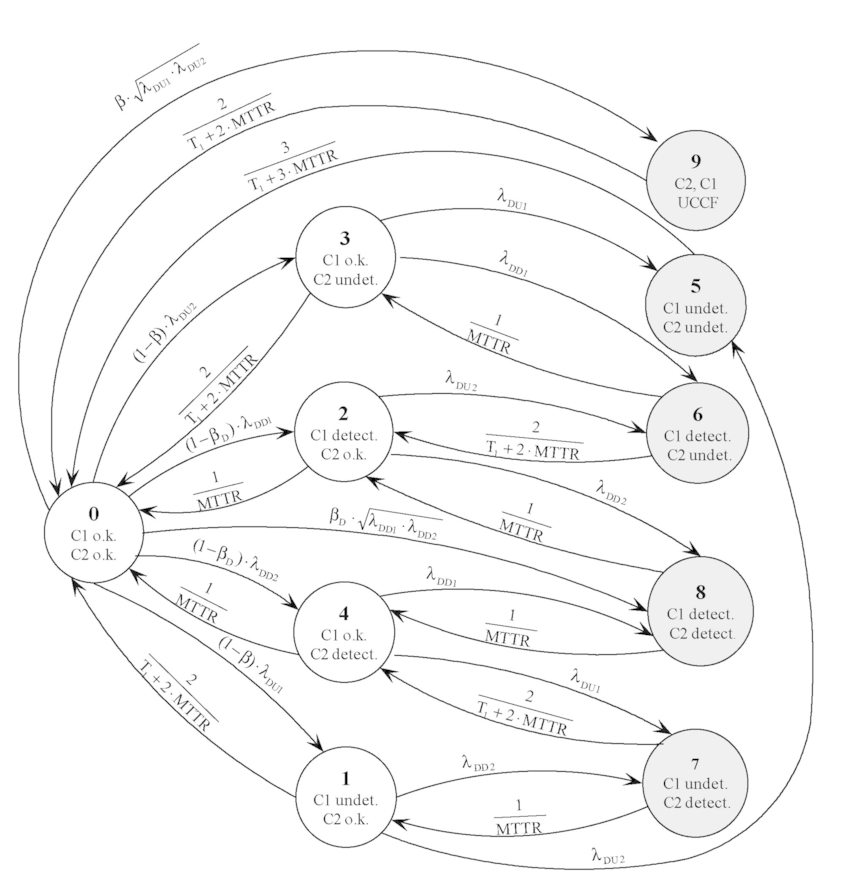 β·√λDU1·λDU2
2
T1+2·MTTR
3
T1+3·MTTR
9
C2, C1
UCCF
λDU1
3
C1 o.k.
C2 undet.
λDD1
5
C1 undet.
C2 undet.
(1−β)·λDU2
1
MTTR
2
T1+2·MTTR
λDU2
2
C1 detect.
C2 o.k.
6
C1 detect.
C2 undet.
(1−βD)·λDD1
2
T1+2·MTTR
1
MTTR
λDD2
0
C1 o.k.
C2 o.k.
βD·√λDD1·λDD2
1
MTTR
(1−βD)·λDD2
λDD1
8
C1 detect.
C2 detect.
1
MTTR
4
C1 o.k.
C2 detect.
1
MTTR
(1−β)·λDU1
λDU1
2
T1+2·MTTR
2
T1+2·MTTR
1
C1 undet.
C2 o.k.
λDD2
7
C1 undet.
C2 detect.
1
MTTR
λDU2